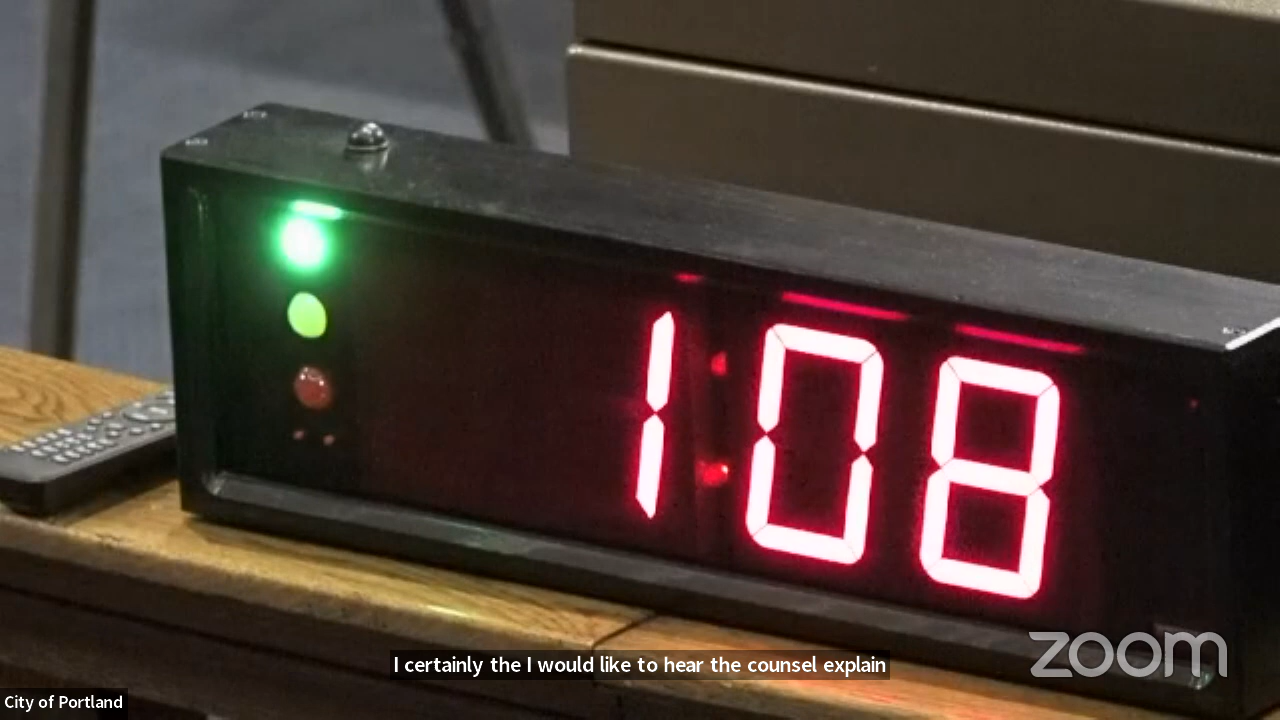 1:08
I certainly the I would like to hear the counsel explain
zoom
City of Portland